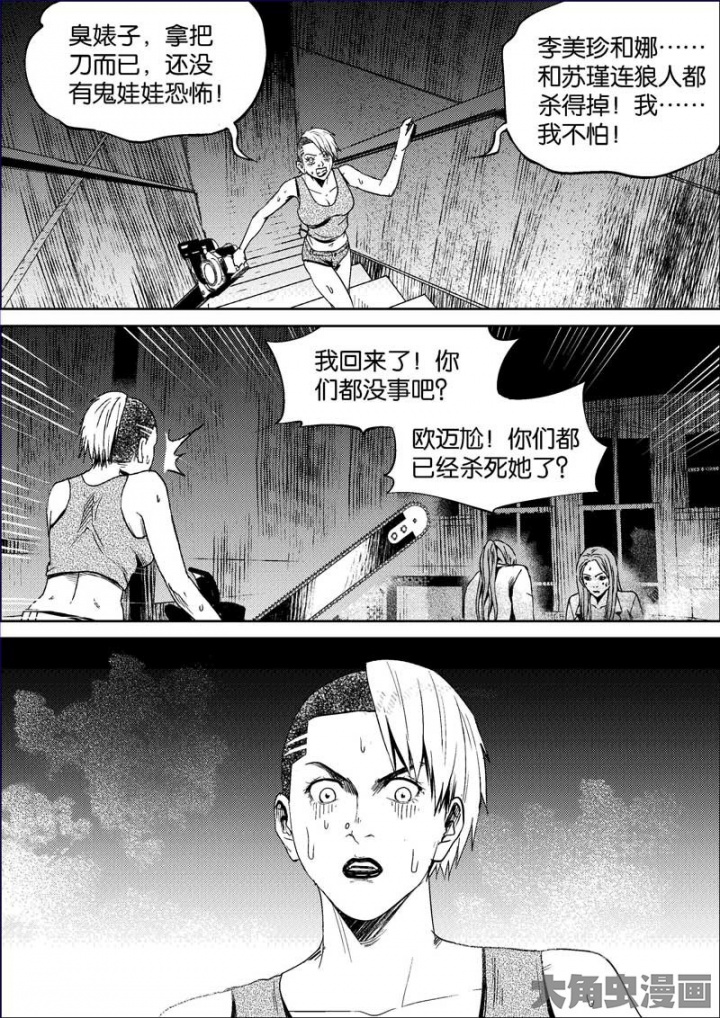 臭婊子，拿把
刀而已，还没
有鬼娃娃恐怖！
李美珍和娜……
和苏瑾连狼人都
杀得掉！我……
我不怕！
我回来了！你
们都没事吧？
欧迈尬！你们都
已经杀死她了？
大角虫漫画